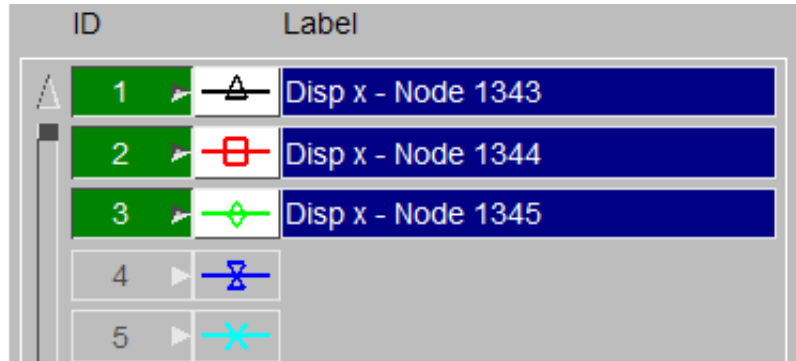 ID Label
1 Disp x - Node 1343
2 Disp x - Node 1344
3 Disp x - Node 1345
4
5